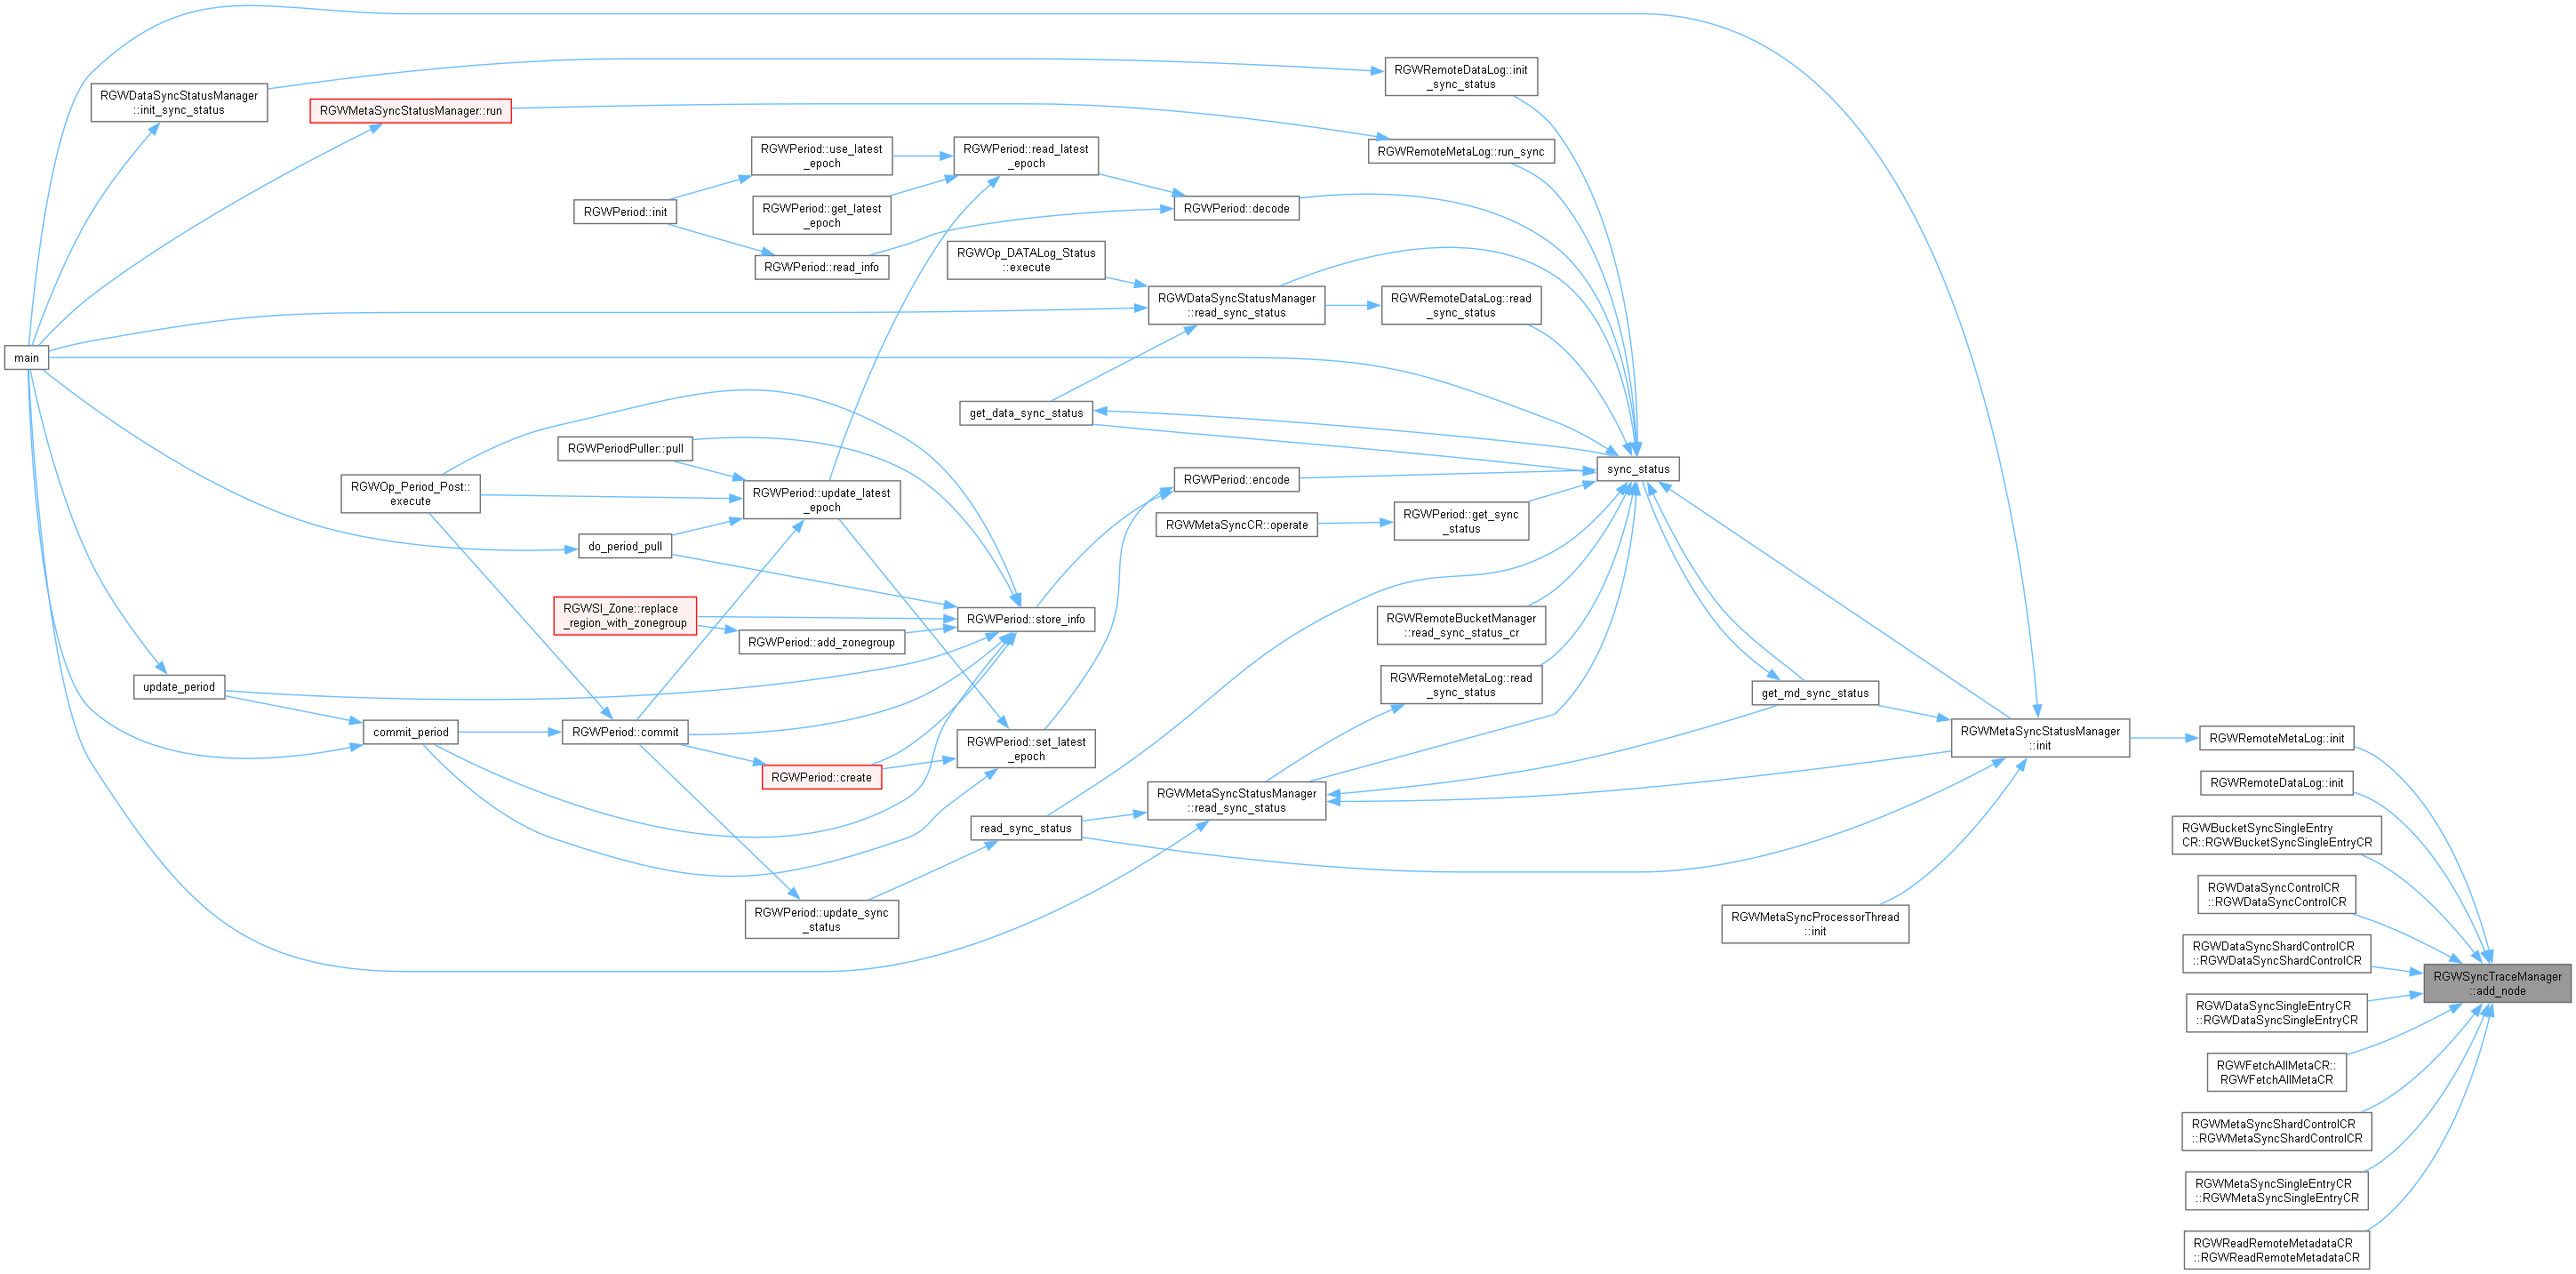 main
RGWDataSyncStatusManager
::init_sync_status
RGWMetaSyncStatusManager::run
RGWOp_Period_Post::
execute
update_period
commit_period
RGWPeriod::init
RGWPeriodPuller::pull
do_period_pull
RGWSI_Zone::replace
_region_with_zonegroup
RGWPeriod::commit
RGWPeriod::use_latest
_epoch
RGWPeriod::get_latest
_epoch
RGWPeriod::read_info
RGWPeriod::update_latest
_epoch
RGWPeriod::add_zonegroup
RGWPeriod::create
RGWPeriod::update_sync
_status
RGWPeriod::read_latest
_epoch
RGWOp_DATALog_Status
::execute
get_data_sync_status
RGWPeriod::store_info
RGWPeriod::set_latest
_epoch
read_sync_status
RGWPeriod::decode
RGWDataSyncStatusManager
::read_sync_status
RGWPeriod::encode
RGWMetaSyncCR::operate
RGWMetaSyncStatusManager
::read_sync_status
RGWRemoteDataLog::init
_sync_status
RGWRemoteMetaLog::run_sync
RGWRemoteDataLog::read
_sync_status
RGWPeriod::get_sync
_status
RGWRemoteBucketManager
::read_sync_status_cr
RGWRemoteMetaLog::read
_sync_status
sync_status
get_md_sync_status
RGWMetaSyncProcessorThread
::init
RGWMetaSyncStatusManager
::init
RGWRemoteMetaLog::init
RGWRemoteDataLog::init
RGWBucketSyncSingleEntry
CR::RGWBucketSyncSingleEntryCR
RGWDataSyncControlCR
::RGWDataSyncControlCR
RGWDataSyncShardControlCR
::RGWDataSyncShardControlCR
RGWDataSyncSingleEntryCR
::RGWDataSyncSingleEntryCR
RGWFetchAllMetaCR::
RGWFetchAllMetaCR
RGWMetaSyncShardControlCR
::RGWMetaSyncShardControlCR
RGWMetaSyncSingleEntryCR
::RGWMetaSyncSingleEntryCR
RGWReadRemoteMetadataCR
::RGWReadRemoteMetadataCR
RGWSyncTraceManager
::add_node